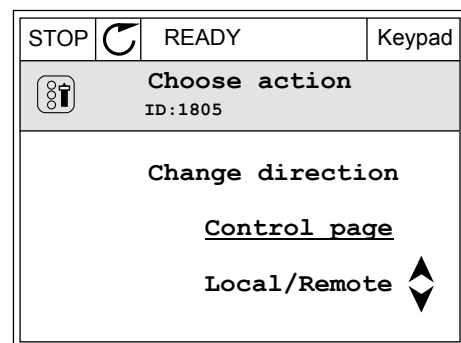 STOP READY Keypad
Choose action
ID:1805
Change direction
Control page
Local/Remote